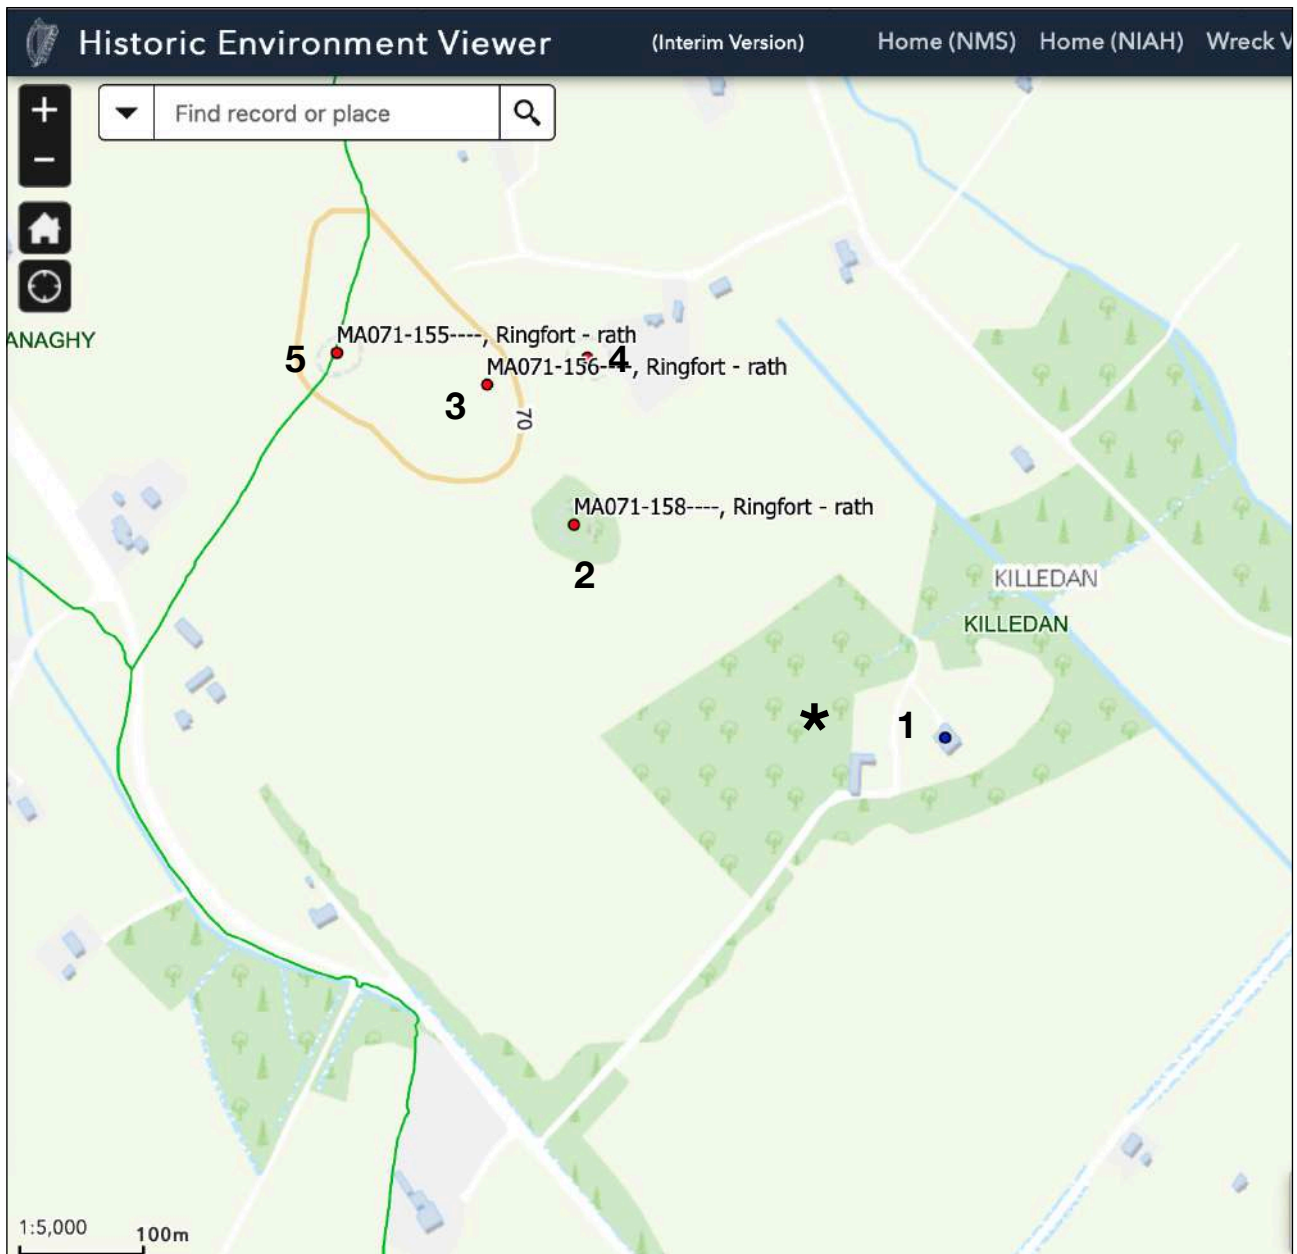 Historic Environment Viewer (Interim Version) Home (NMS) Home (NIAH) Wreck V
+
Find record or place
−
ANAGHY
MA071-155----, Ringfort - rath
5
4
MA071-156----, Ringfort - rath
3
70
MA071-158----, Ringfort - rath
2
KILLEDAN
KILLEDAN
*
1
1:5,000
100m